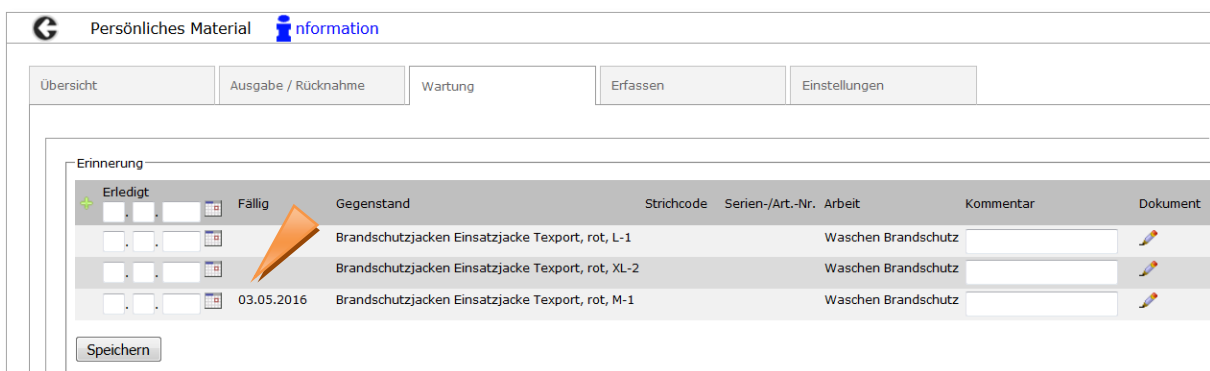 Persönliches Material information
Übersicht Ausgabe / Rücknahme Wartung Erfassen Einstellungen
Erinnerung
Erledigt
. . Fällig Gegenstand Strichcode Serien-/Art.-Nr. Arbeit Kommentar Dokument
. . Brandschutzjacken Einsatzjacke Texport, rot, L-1 Waschen Brandschutz
. . Brandschutzjacken Einsatzjacke Texport, rot, XL-2 Waschen Brandschutz
. . 03.05.2016 Brandschutzjacken Einsatzjacke Texport, rot, M-1 Waschen Brandschutz
Speichern